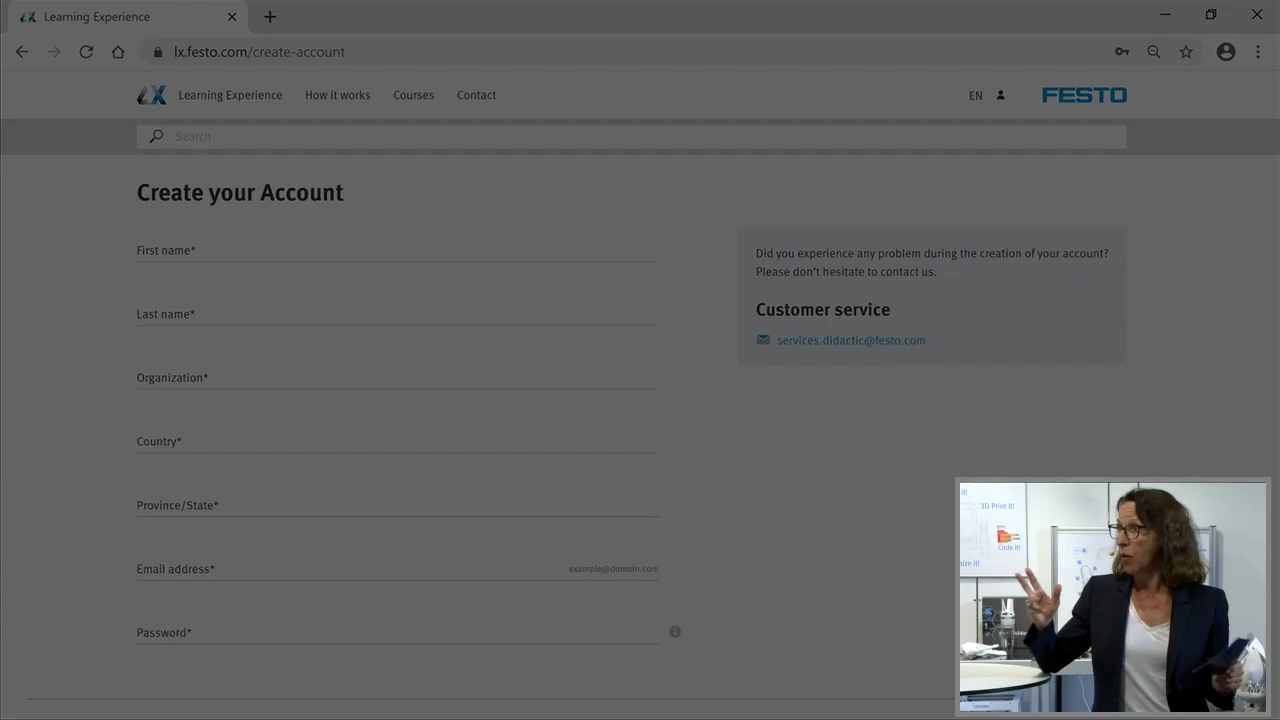 Learning Experience
lx.festo.com/create-account
LX Learning Experience How it works Courses Contact EN FESTO
Search
Create your Account
First name*
Last name*
Organization*
Country*
Province/State*
Email address* example@domain.com
Password*
Did you experience any problem during the creation of your account?
Please don't hesitate to contact us.
Customer service
services.didactic@festo.com
it!
3D Print it!
Code it!
mize it!